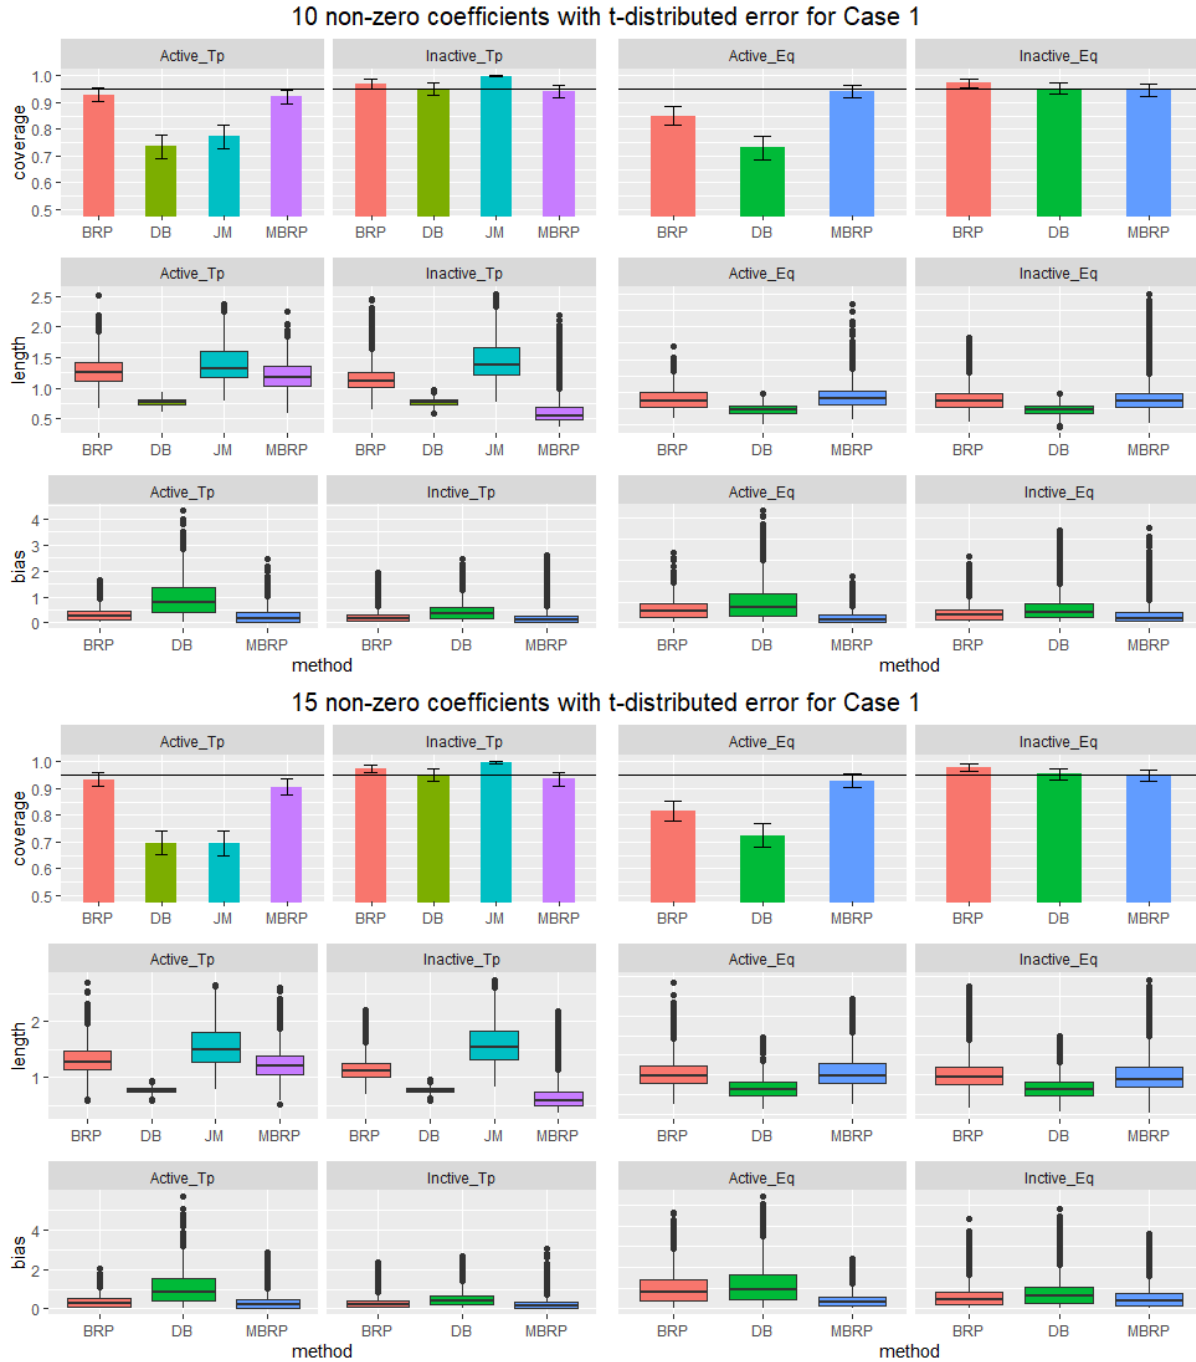 10 non-zero coefficients with t-distributed error for Case 1
Active_Tp Inactive_Tp Active_Eq Inactive_Eq
coverage
1.0
0.9
0.8
0.7
0.6
0.5
BRP DB JM MBRP BRP DB JM MBRP BRP DB MBRP BRP DB MBRP
Active_Tp Inactive_Tp Active_Eq Inactive_Eq
length
2.5
2.0
1.5
1.0
0.5
BRP DB JM MBRP BRP DB JM MBRP BRP DB MBRP BRP DB MBRP
Active_Tp Inctive_Tp Active_Eq Inctive_Eq
bias
4
3
2
1
0
BRP DB MBRP BRP DB MBRP BRP DB MBRP BRP DB MBRP
method method
15 non-zero coefficients with t-distributed error for Case 1
Active_Tp Inactive_Tp Active_Eq Inactive_Eq
coverage
1.0
0.9
0.8
0.7
0.6
0.5
BRP DB JM MBRP BRP DB JM MBRP BRP DB MBRP BRP DB MBRP
Active_Tp Inactive_Tp Active_Eq Inactive_Eq
length
2
1
BRP DB JM MBRP BRP DB JM MBRP BRP DB MBRP BRP DB MBRP
Active_Tp Inctive_Tp Active_Eq Inctive_Eq
bias
4
2
0
BRP DB MBRP BRP DB MBRP BRP DB MBRP BRP DB MBRP
method method